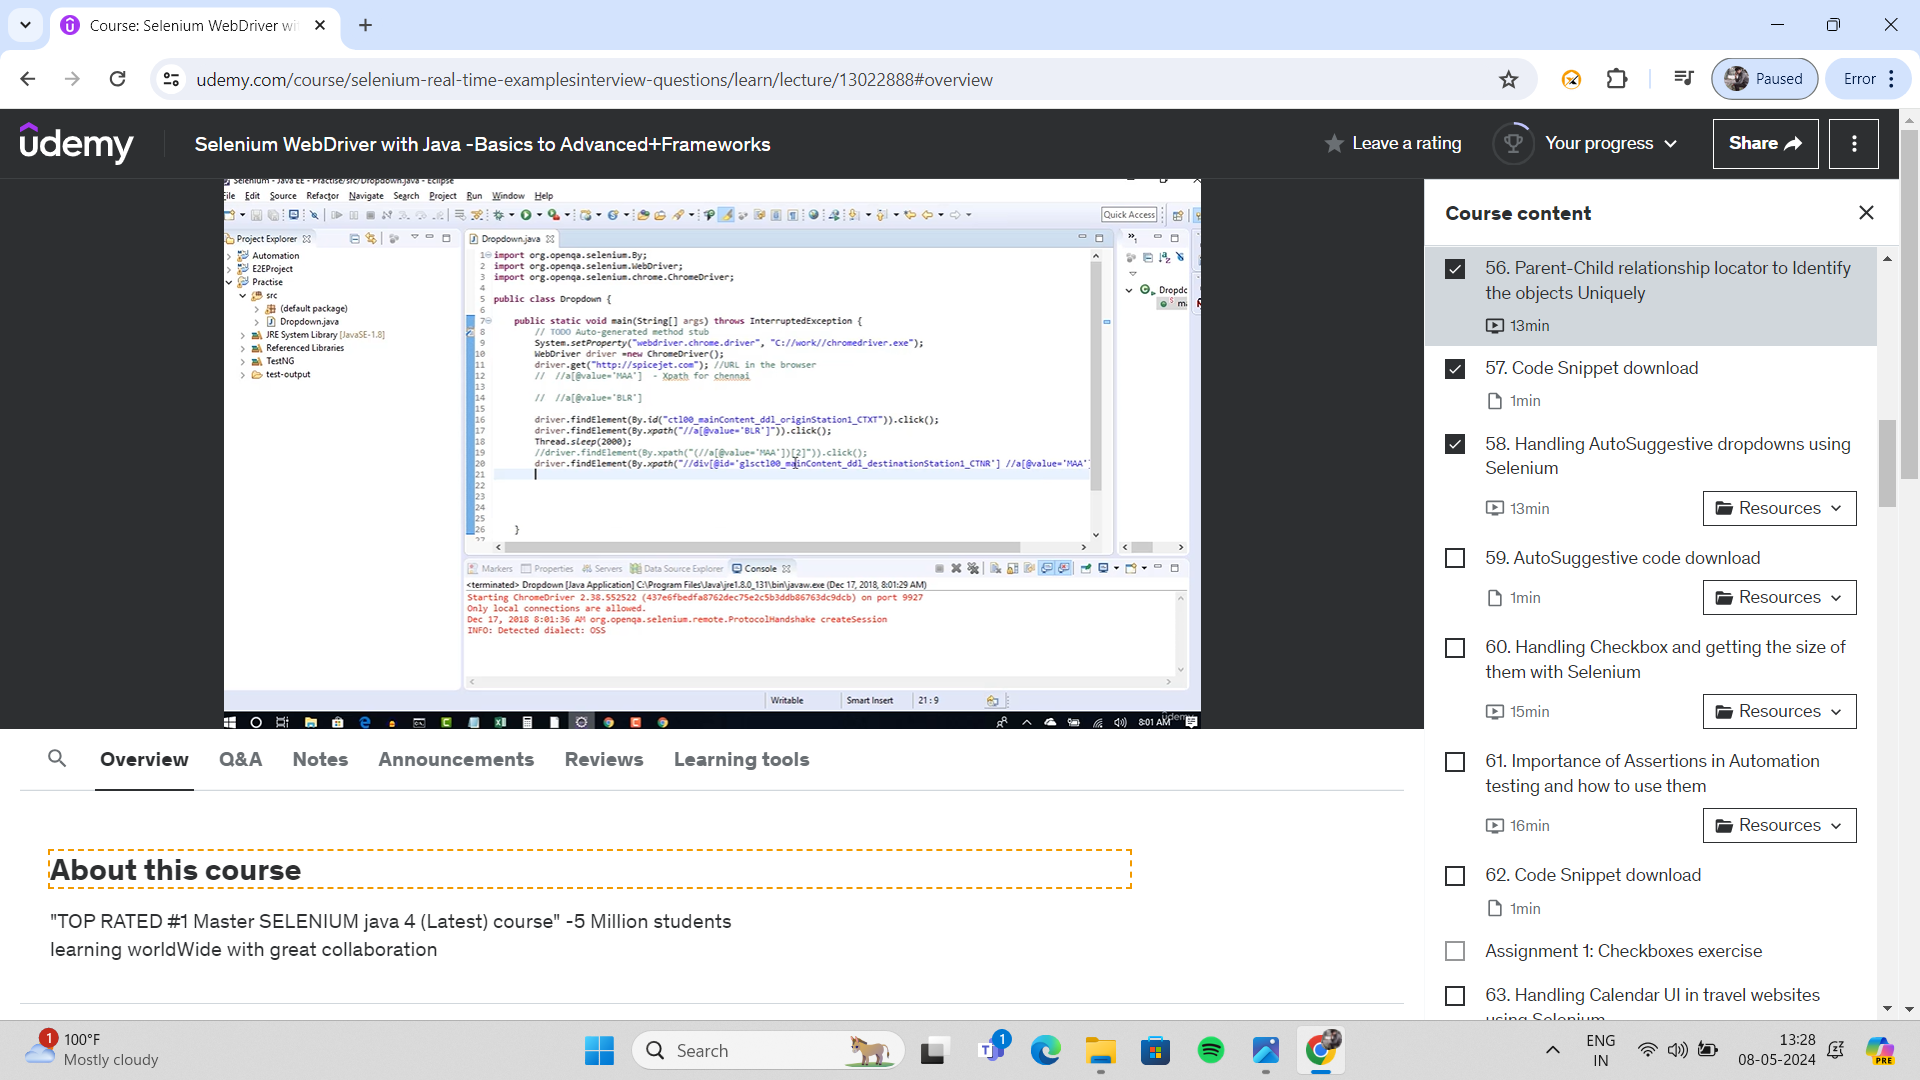 Course: Selenium WebDriver wi
udemy.com/course/selenium-real-time-examplesinterview-questions/learn/lecture/13022888#overview
Paused
Error
udemy
Selenium WebDriver with Java -Basics to Advanced+Frameworks
Leave a rating
Your progress
Share
Selenium - Java EE - Practise/src/Dropdown.java - Eclipse
File Edit Source Refactor Navigate Search Project Run Window Help
Quick Access
Project Explorer
Automation
E2EProject
Practise
src
(default package)
Dropdown.java
JRE System Library [JavaSE-1.8]
Referenced Libraries
TestNG
test-output
Dropdown.java
1 import org.openqa.selenium.By;
2 import org.openqa.selenium.WebDriver;
3 import org.openqa.selenium.chrome.ChromeDriver;
4
5 public class Dropdown {
6
7 public static void main(String[] args) throws InterruptedException {
8 // TODO Auto-generated method stub
9 System.setProperty("webdriver.chrome.driver", "C://work//chromedriver.exe");
10 WebDriver driver =new ChromeDriver();
11 driver.get("http://spicejet.com"); //URL in the browser
12 // //a[@value='MAA'] - Xpath for chennai
13
14 // //a[@value='BLR']
15
16 driver.findElement(By.id("ctl00_mainContent_ddl_originStation1_CTXT")).click();
17 driver.findElement(By.xpath("//a[@value='BLR']")).click();
18 Thread.sleep(2000);
19 //driver.findElement(By.xpath("(//a[@value='MAA'])[2]")).click();
20 driver.findElement(By.xpath("//div[@id='glsctl00_mainContent_ddl_destinationStation1_CTNR'] //a[@value='MAA'
21
22
23
24
25
26 }
27
Dropdo
Markers Properties Servers Data Source Explorer Console
<terminated> Dropdown [Java Application] C:\Program Files\Java\jre1.8.0_131\bin\javaw.exe (Dec 17, 2018, 8:01:29 AM)
Starting ChromeDriver 2.38.552522 (437e6fbedfa8762dec75e2c5b3ddb86763dc9dcb) on port 9927
Only local connections are allowed.
Dec 17, 2018 8:01:36 AM org.openqa.selenium.remote.ProtocolHandshake createSession
INFO: Detected dialect: OSS
Writable Smart Insert 21 : 9
8:01 AM
udemy
Course content
56. Parent-Child relationship locator to Identify
the objects Uniquely
13min
57. Code Snippet download
1min
58. Handling AutoSuggestive dropdowns using
Selenium
13min
Resources
59. AutoSuggestive code download
1min
Resources
60. Handling Checkbox and getting the size of
them with Selenium
15min
Resources
61. Importance of Assertions in Automation
testing and how to use them
16min
Resources
62. Code Snippet download
1min
Assignment 1: Checkboxes exercise
63. Handling Calendar UI in travel websites
using Selenium
Overview Q&A Notes Announcements Reviews Learning tools
About this course
"TOP RATED #1 Master SELENIUM java 4 (Latest) course" -5 Million students
learning worldWide with great collaboration
1
100°F
Mostly cloudy
Search
1
ENG
IN
13:28
08-05-2024
PRE